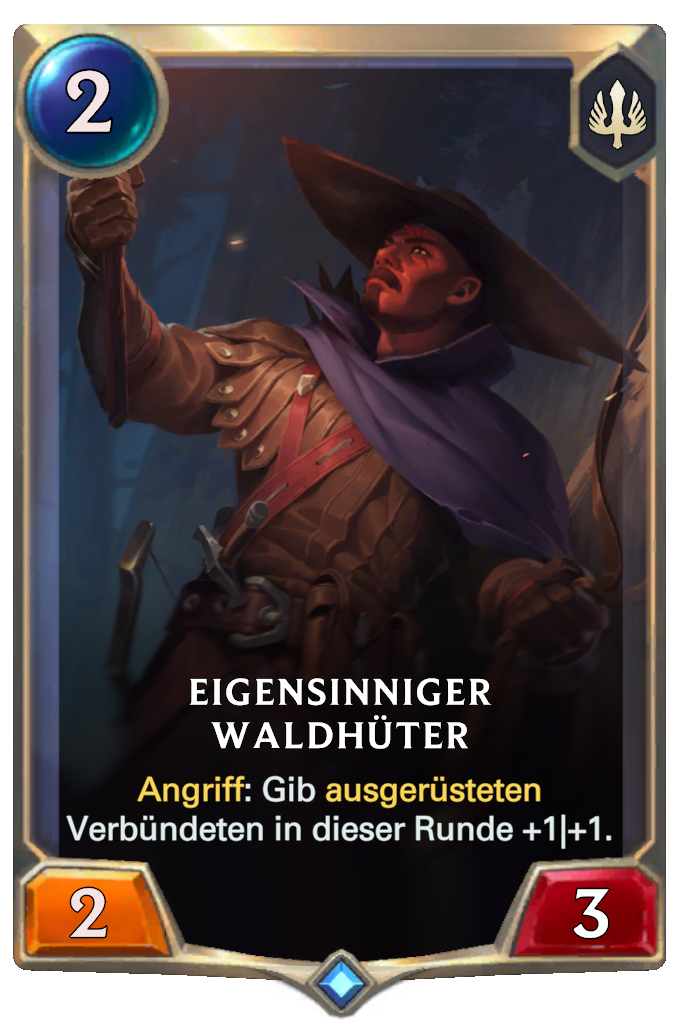 2
EIGENSINNIGER
WALDHÜTER
Angriff: Gib ausgerüsteten
Verbündeten in dieser Runde +1|+1.
2
3